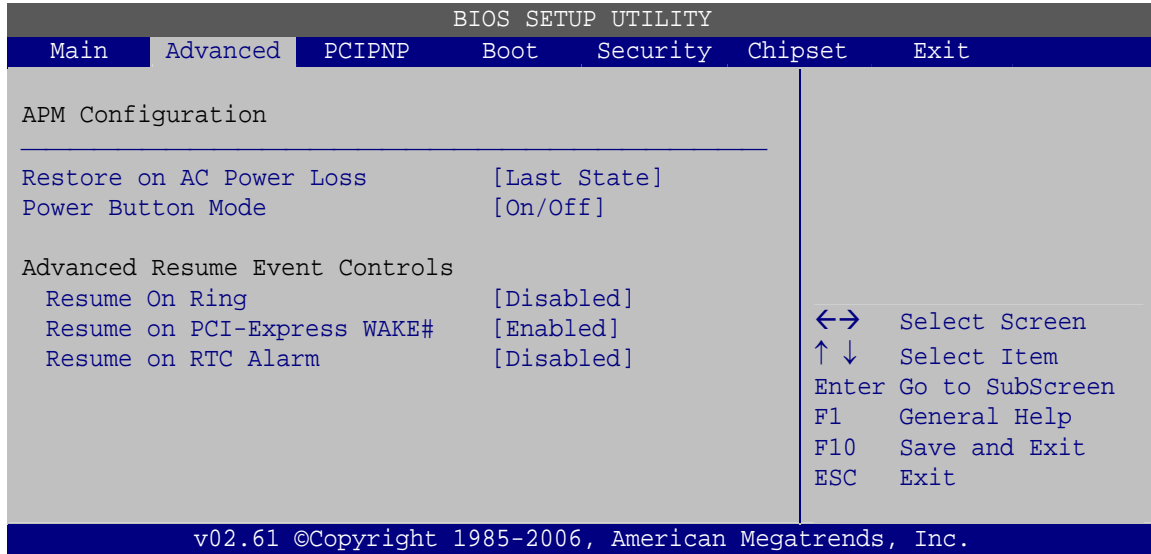 BIOS SETUP UTILITY
Main Advanced PCIPNP Boot Security Chipset Exit
APM Configuration
Restore on AC Power Loss [Last State]
Power Button Mode [On/Off]
Advanced Resume Event Controls
Resume On Ring [Disabled]
Resume on PCI-Express WAKE# [Enabled]
Resume on RTC Alarm [Disabled]
←→ Select Screen
↑ ↓ Select Item
Enter Go to SubScreen
F1 General Help
F10 Save and Exit
ESC Exit
v02.61 ©Copyright 1985-2006, American Megatrends, Inc.